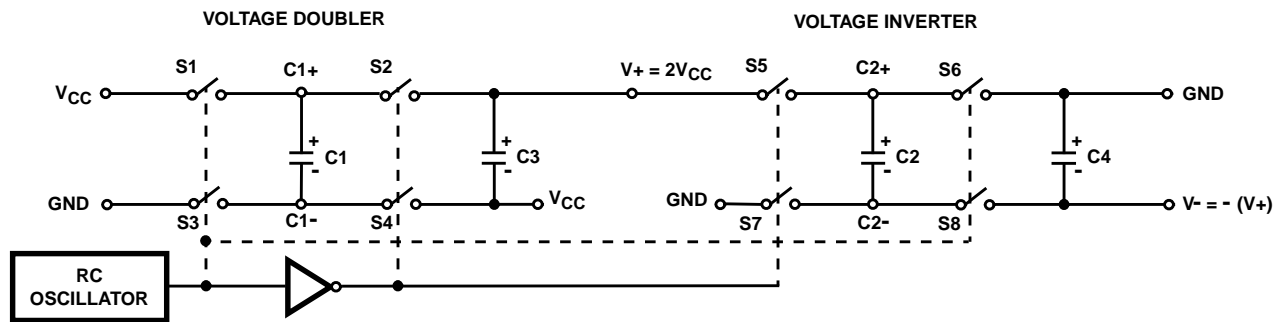 VOLTAGE DOUBLER
VOLTAGE INVERTER
S1 C1+ S2 V+ = 2VCC S5 C2+ S6
VCC GND
+ + + +
C1 C3 C2 C4
- - - -
GND VCC GND V- = - (V+)
S3 C1- S4 S7 C2- S8
RC
OSCILLATOR